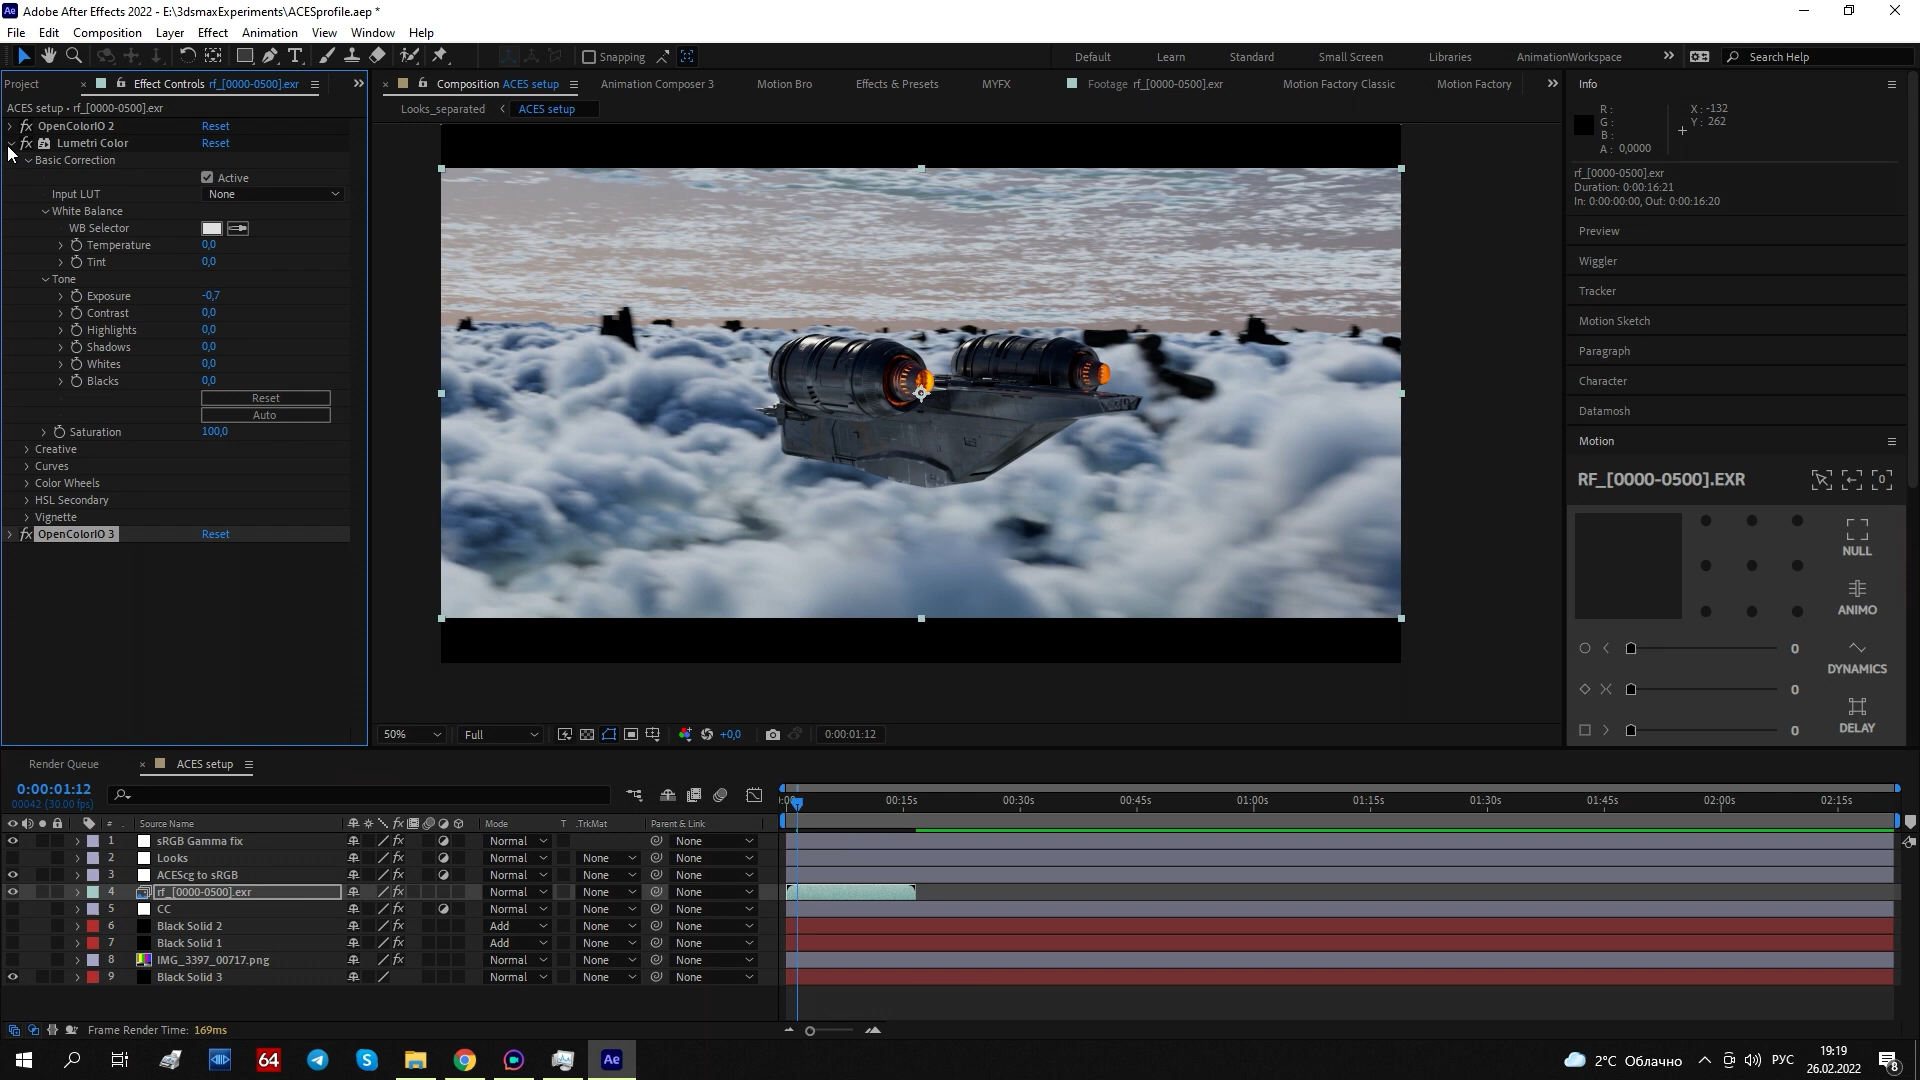 Adobe After Effects 2022 - E:\3dsmaxExperiments\ACESprofile.aep *
File Edit Composition Layer Effect Animation View Window Help
Snapping Default Learn Standard Small Screen Libraries AnimationWorkspace Search Help
Project Effect Controls rf_[0000-0500].exr Composition ACES setup Animation Composer 3 Motion Bro Effects & Presets MYFX Footage rf_[0000-0500].exr Motion Factory Classic Motion Factory Info
ACES setup • rf_[0000-0500].exr Looks_separated ACES setup
OpenColorIO 2 Reset
Lumetri Color Reset
Basic Correction
Active
Input LUT None
White Balance
WB Selector
Temperature 0,0
Tint 0,0
Tone
Exposure -0,7
Contrast 0,0
Highlights 0,0
Shadows 0,0
Whites 0,0
Blacks 0,0
Reset
Auto
Saturation 100,0
Creative
Curves
Color Wheels
HSL Secondary
Vignette
OpenColorIO 3 Reset
R :
G :
B :
A : 0,0000
X : -132
Y : 262
rf_[0000-0500].exr
Duration: 0:00:16:21
In: 0:00:00:00, Out: 0:00:16:20
Preview
Wiggler
Tracker
Motion Sketch
Paragraph
Character
Datamosh
Motion
RF_[0000-0500].EXR
NULL
ANIMO
0
DYNAMICS
0
DELAY
0
50% Full +0,0 0:00:01:12
Render Queue ACES setup
0:00:01:12
00042 (30.00 fps)
00:15s 00:30s 00:45s 01:00s 01:15s 01:30s 01:45s 02:00s 02:15s
# Source Name Mode T .TrkMat Parent & Link
1 sRGB Gamma fix Normal None
2 Looks Normal None None
3 ACEScg to sRGB Normal None None
4 rf_[0000-0500].exr Normal None None
5 CC Normal None None
6 Black Solid 2 Add None None
7 Black Solid 1 Add None None
8 IMG_3397_00717.png Normal None None
9 Black Solid 3 Normal None None
Frame Render Time: 169ms
64 Ae 2°C Облачно РУС 19:19
26.02.2022 8